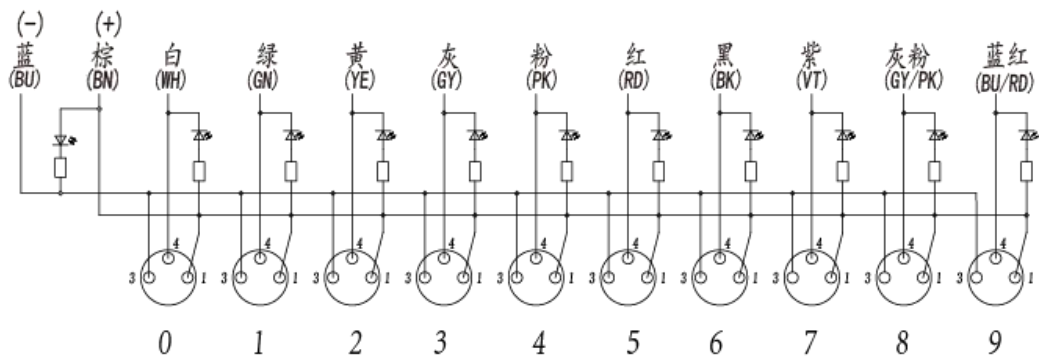 (-) (+)
蓝 棕 白 绿 黄 灰 粉 红 黑 紫 灰粉 蓝红
(BU) (BN) (WH) (GN) (YE) (GY) (PK) (RD) (BK) (VT) (GY/PK) (BU/RD)
4 4 4 4 4 4 4 4 4 4
3 1 3 1 3 1 3 1 3 1 3 1 3 1 3 1 3 1 3 1
0 1 2 3 4 5 6 7 8 9